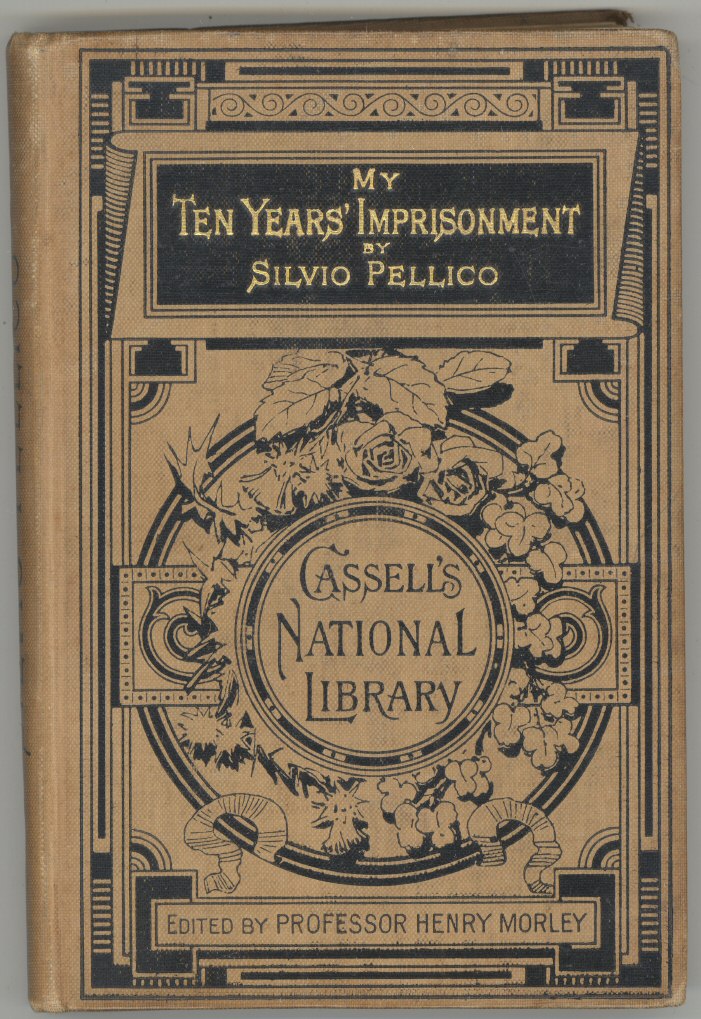 MY
TEN YEARS' IMPRISONMENT
BY
SILVIO PELLICO
CASSELL'S
NATIONAL
LIBRARY
EDITED BY PROFESSOR HENRY MORLEY